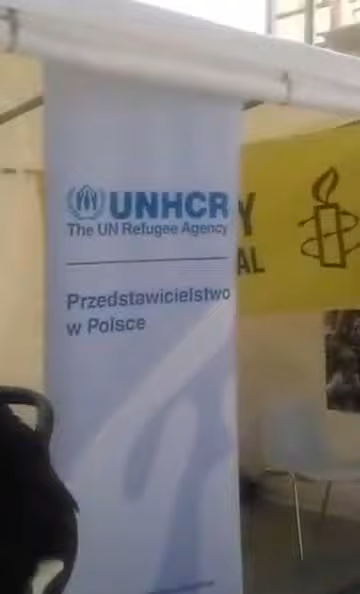 UNHCR
The UN Refugee Agency
Przedstawicielstwo
w Polsce
Y
AL